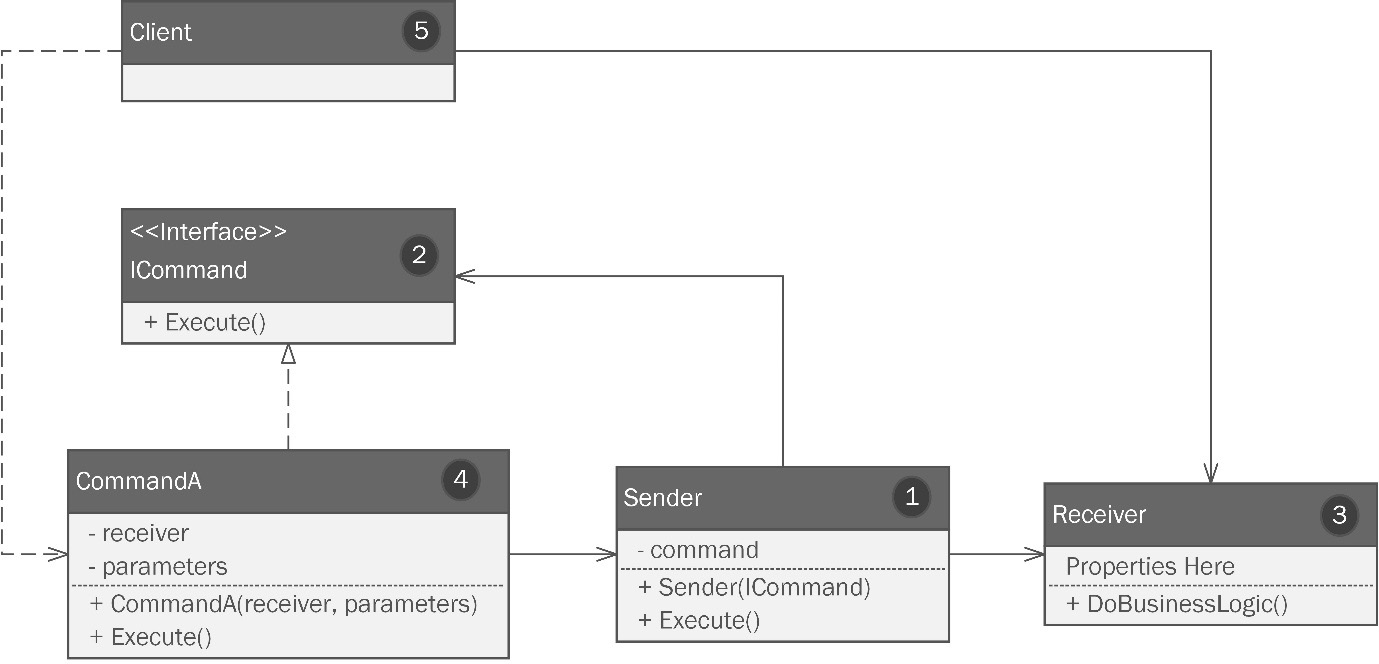 Client
5
<<Interface>>
ICommand
2
+ Execute()
CommandA
4
- receiver
- parameters
+ CommandA(receiver, parameters)
+ Execute()
Sender
1
- command
+ Sender(ICommand)
+ Execute()
Receiver
3
Properties Here
+ DoBusinessLogic()